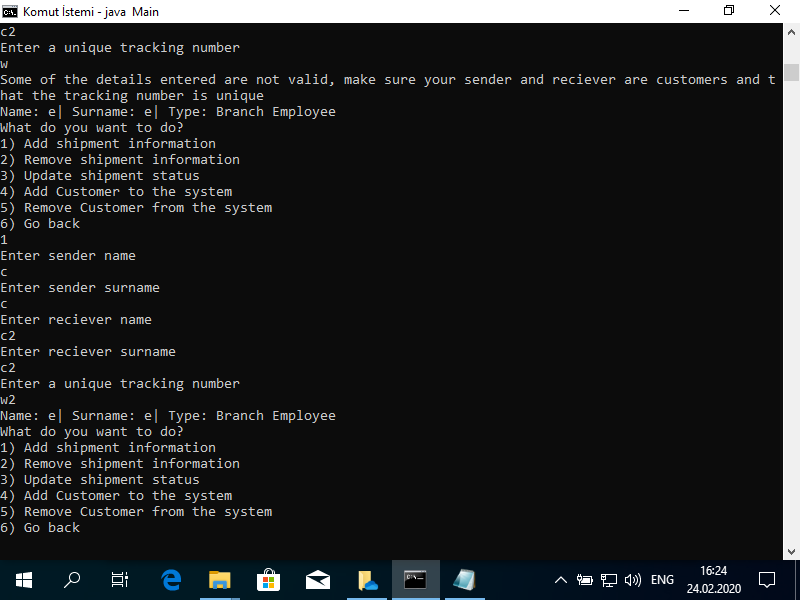 Komut İstemi - java Main
c2
Enter a unique tracking number
w
Some of the details entered are not valid, make sure your sender and reciever are customers and t
hat the tracking number is unique
Name: e| Surname: e| Type: Branch Employee
What do you want to do?
1) Add shipment information
2) Remove shipment information
3) Update shipment status
4) Add Customer to the system
5) Remove Customer from the system
6) Go back
1
Enter sender name
c
Enter sender surname
c
Enter reciever name
c2
Enter reciever surname
c2
Enter a unique tracking number
w2
Name: e| Surname: e| Type: Branch Employee
What do you want to do?
1) Add shipment information
2) Remove shipment information
3) Update shipment status
4) Add Customer to the system
5) Remove Customer from the system
6) Go back
ENG
16:24
24.02.2020